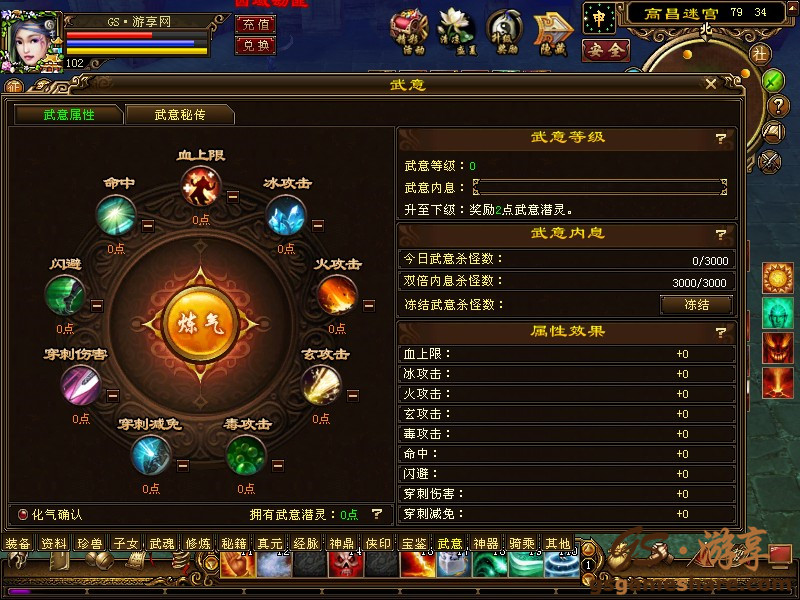 GS·游享网
102
充值
兑换
申
安全
高昌迷宫 79 34
北
社
征
武意
武意属性
武意秘传
血上限
0点
命中
0点
冰攻击
0点
闪避
0点
火攻击
0点
穿刺伤害
0点
玄攻击
0点
穿刺减免
0点
毒攻击
0点
炼气
化气确认
拥有武意潜灵：0点 ?
武意等级 ?
武意等级：0
武意内息：
升至下级：奖励2点武意潜灵。
武意内息 ?
今日武意杀怪数： 0/3000
双倍内息杀怪数： 3000/3000
冻结武意杀怪数： 冻结
属性效果 ?
血上限： +0
冰攻击： +0
火攻击： +0
玄攻击： +0
毒攻击： +0
命中： +0
闪避： +0
穿刺伤害： +0
穿刺减免： +0
装备 资料 珍兽 子女 武魂 修炼 秘籍 真元 经脉 神鼎 侠印 宝鉴 武意 神器 骑乘 其他
1
GS·游享